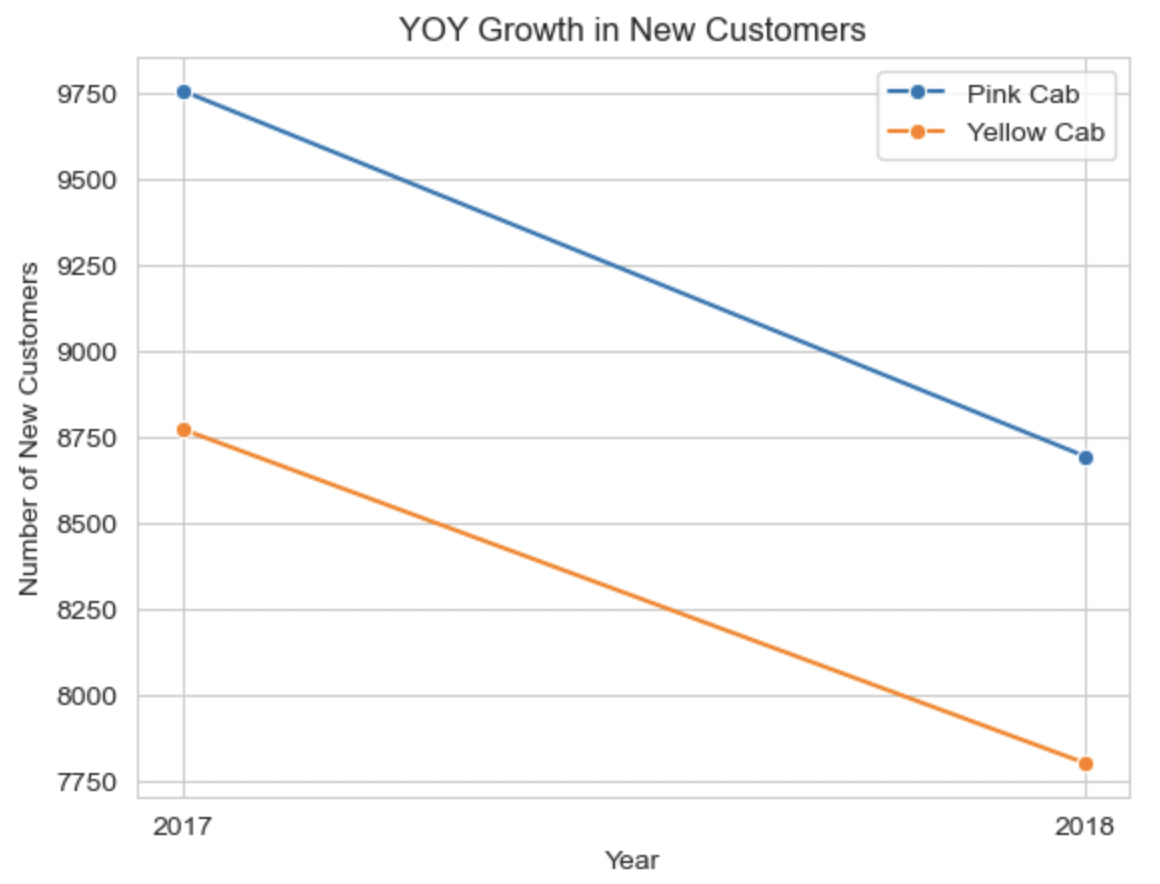 YOY Growth in New Customers
Pink Cab
Yellow Cab
Number of New Customers
9750
9500
9250
9000
8750
8500
8250
8000
7750
2017
2018
Year